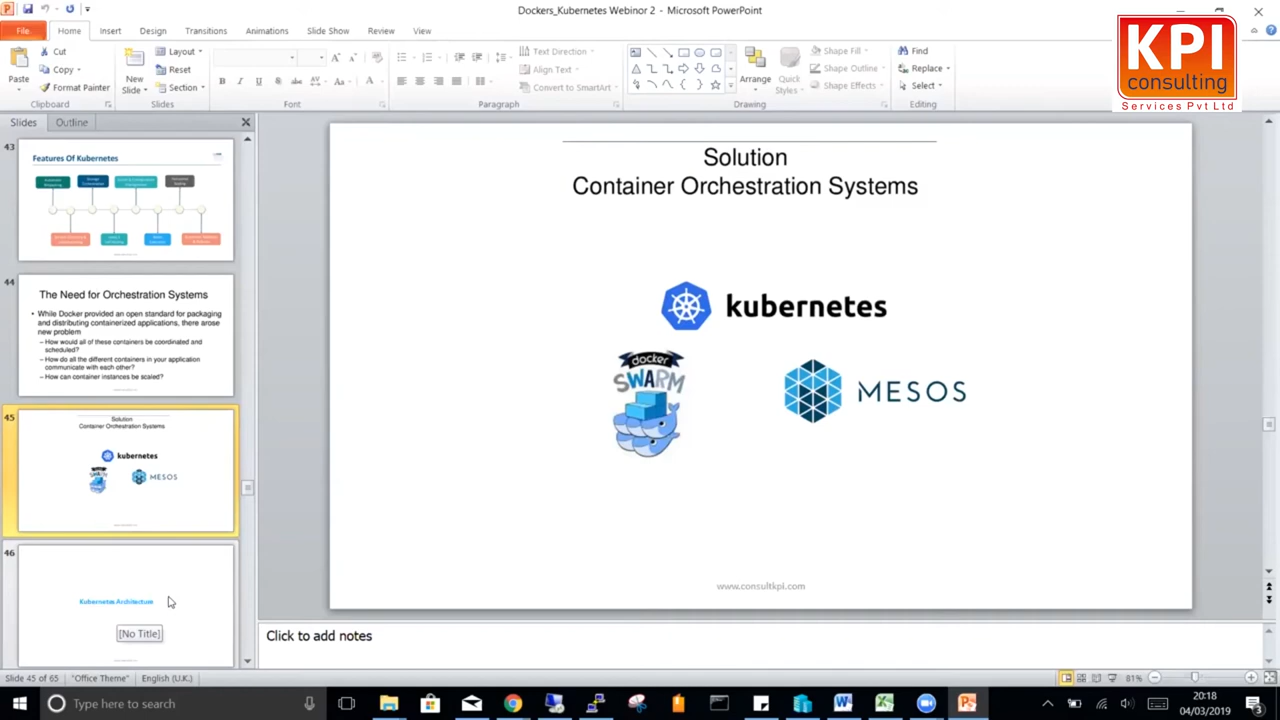 Dockers_Kubernetes Webinor 2 - Microsoft PowerPoint
File Home Insert Design Transitions Animations Slide Show Review View
KPI
consulting
Services Pvt Ltd
Paste
Cut
Copy
Format Painter
Clipboard
New
Slide
Layout
Reset
Section
Slides
Font
Text Direction
Align Text
Convert to SmartArt
Paragraph
Arrange
Quick
Styles
Shape Fill
Shape Outline
Shape Effects
Drawing
Find
Replace
Select
Editing
Slides Outline
43
Features Of Kubernetes
44
The Need for Orchestration Systems
• While Docker provided an open standard for packaging
and distributing containerized applications, there arose
new problem
– How would all of these containers be coordinated and
scheduled?
– How do all the different containers in your application
communicate with each other?
– How can container instances be scaled?
45
Solution
Container Orchestration Systems
kubernetes
SWARM
MESOS
46
Kubernetes Architecture
[No Title]
Solution
Container Orchestration Systems
kubernetes
docker
SWARM
MESOS
www.consultkpi.com
Click to add notes
Slide 45 of 65 "Office Theme" English (U.K.) 81%
Type here to search
20:18
04/03/2019
3